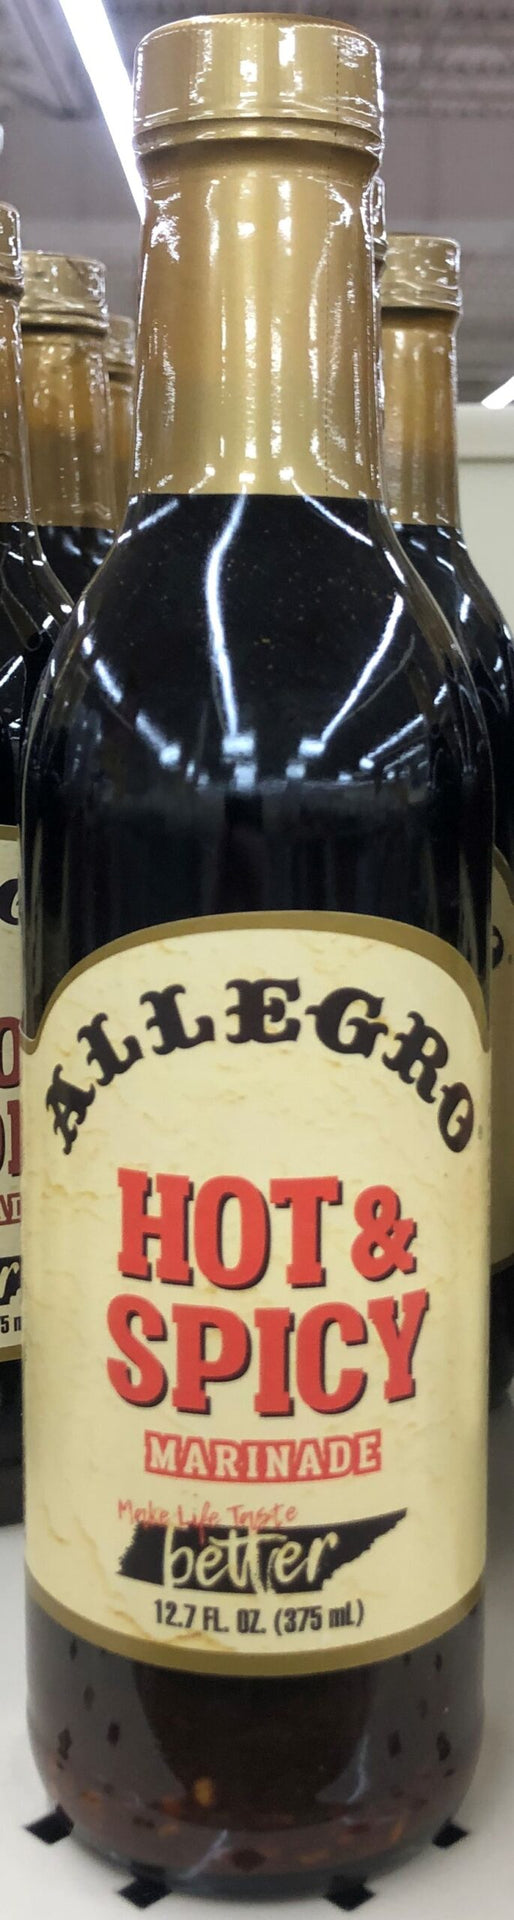 ALLEGRO
HOT &
SPICY
MARINADE
Make Life Taste
better
12.7 FL. OZ. (375 mL)